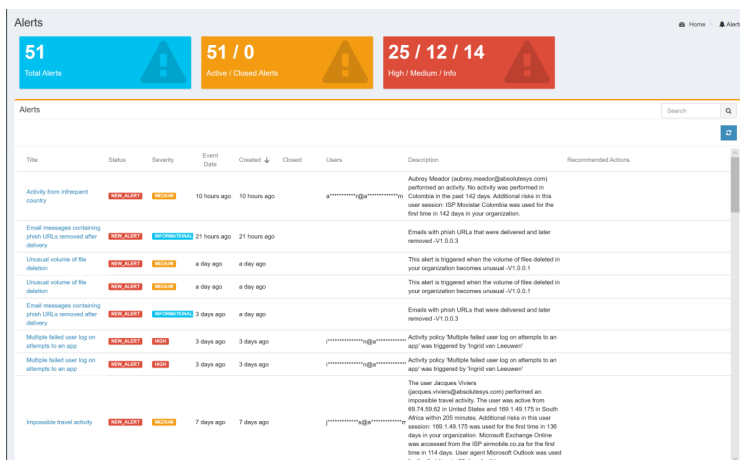 Alerts
Home > Alerts
51
Total Alerts
51 / 0
Active / Closed Alerts
25 / 12 / 14
High / Medium / Info
Alerts
Search
Title Status Severity Event Date Created Closed Users Description Recommended Actions
Activity from infrequent country NEW_ALERT MEDIUM 10 hours ago 10 hours ago
Aubrey Meador (aubrey.meador@absolutesys.com)
performed an activity. No activity was performed in
Colombia in the past 142 days. Additional risks in this
user session: ISP Movistar Colombia was used for the
first time in 142 days in your organization.
Email messages containing
phish URLs removed after
delivery
NEW_ALERT INFORMATIONAL 21 hours ago 21 hours ago
Emails with phish URLs that were delivered and later
removed -V1.0.0.3
Unusual volume of file
deletion
NEW_ALERT MEDIUM a day ago a day ago
This alert is triggered when the volume of files deleted in
your organization becomes unusual -V1.0.0.1
Unusual volume of file
deletion
NEW_ALERT MEDIUM a day ago a day ago
This alert is triggered when the volume of files deleted in
your organization becomes unusual -V1.0.0.1
Email messages containing
phish URLs removed after
delivery
NEW_ALERT INFORMATIONAL 3 days ago a day ago
Emails with phish URLs that were delivered and later
removed -V1.0.0.3
Multiple failed user log on
attempts to an app
NEW_ALERT HIGH 3 days ago 3 days ago
Activity policy 'Multiple failed user log on attempts to an
app' was triggered by 'Ingrid van Leeuwen'
Multiple failed user log on
attempts to an app
NEW_ALERT HIGH 3 days ago 3 days ago
Activity policy 'Multiple failed user log on attempts to an
app' was triggered by 'Ingrid van Leeuwen'
Impossible travel activity NEW_ALERT MEDIUM 7 days ago 7 days ago
The user Jacques Viviers
(jacques.viviers@absolutesys.com) performed an
impossible travel activity. The user was active from
69.74.59.62 in United States and 169.1.49.175 in South
Africa within 205 minutes. Additional risks in this user
session: 169.1.49.175 was used for the first time in 136
days in your organization. Microsoft Exchange Online
was accessed from the ISP airmobile.co.za for the first
time in 114 days. User agent Microsoft Outlook was used